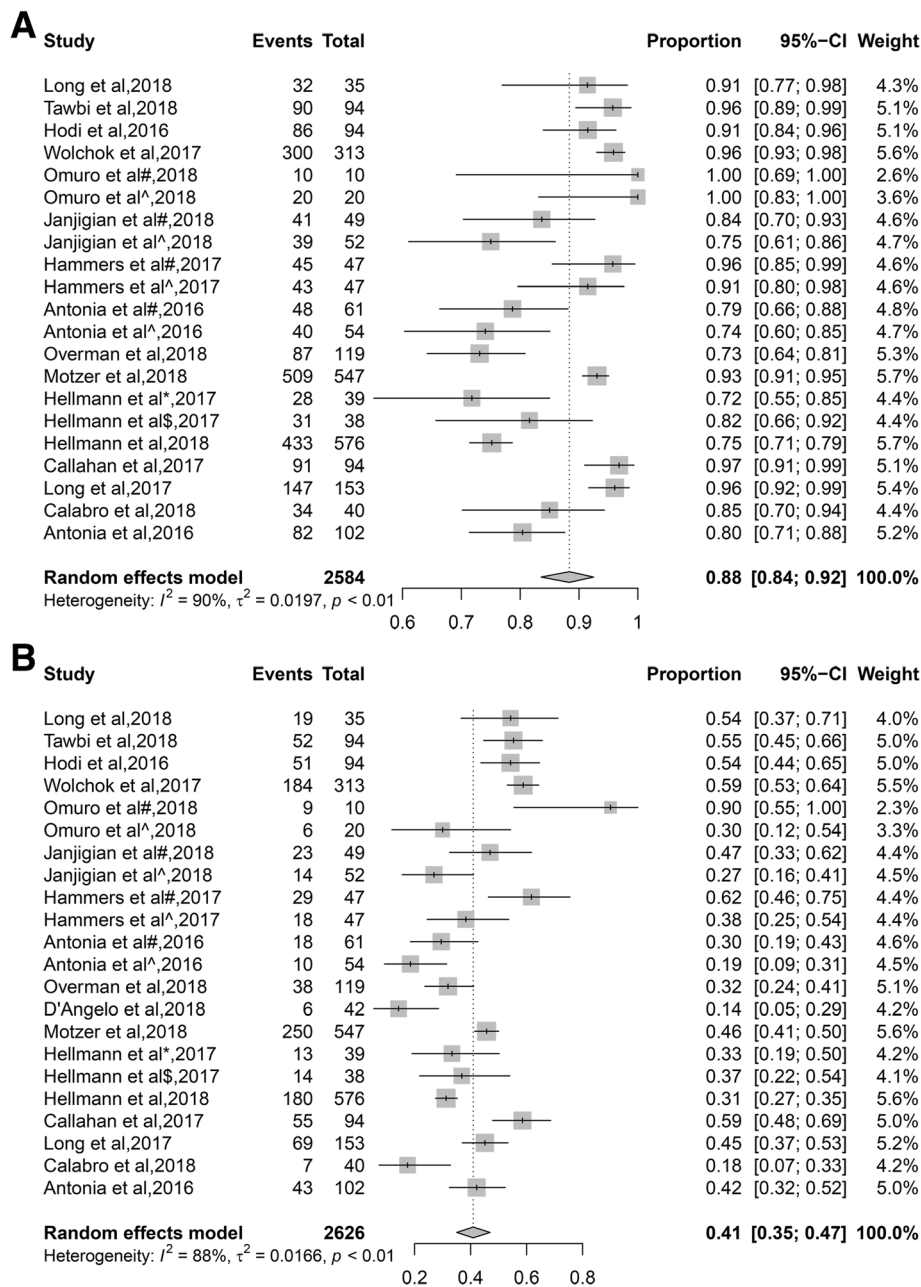 A
Study Events Total Proportion 95%−CI Weight
Long et al,2018 32 35 0.91 [0.77; 0.98] 4.3%
Tawbi et al,2018 90 94 0.96 [0.89; 0.99] 5.1%
Hodi et al,2016 86 94 0.91 [0.84; 0.96] 5.1%
Wolchok et al,2017 300 313 0.96 [0.93; 0.98] 5.6%
Omuro et al#,2018 10 10 1.00 [0.69; 1.00] 2.6%
Omuro et al^,2018 20 20 1.00 [0.83; 1.00] 3.6%
Janjigian et al#,2018 41 49 0.84 [0.70; 0.93] 4.6%
Janjigian et al^,2018 39 52 0.75 [0.61; 0.86] 4.7%
Hammers et al#,2017 45 47 0.96 [0.85; 0.99] 4.6%
Hammers et al^,2017 43 47 0.91 [0.80; 0.98] 4.6%
Antonia et al#,2016 48 61 0.79 [0.66; 0.88] 4.8%
Antonia et al^,2016 40 54 0.74 [0.60; 0.85] 4.7%
Overman et al,2018 87 119 0.73 [0.64; 0.81] 5.3%
Motzer et al,2018 509 547 0.93 [0.91; 0.95] 5.7%
Hellmann et al*,2017 28 39 0.72 [0.55; 0.85] 4.4%
Hellmann et al$,2017 31 38 0.82 [0.66; 0.92] 4.4%
Hellmann et al,2018 433 576 0.75 [0.71; 0.79] 5.7%
Callahan et al,2017 91 94 0.97 [0.91; 0.99] 5.1%
Long et al,2017 147 153 0.96 [0.92; 0.99] 5.4%
Calabro et al,2018 34 40 0.85 [0.70; 0.94] 4.4%
Antonia et al,2016 82 102 0.80 [0.71; 0.88] 5.2%
Random effects model 2584 0.88 [0.84; 0.92] 100.0%
Heterogeneity: I² = 90%, τ² = 0.0197, p < 0.01
0.6 0.7 0.8 0.9 1
B
Study Events Total Proportion 95%−CI Weight
Long et al,2018 19 35 0.54 [0.37; 0.71] 4.0%
Tawbi et al,2018 52 94 0.55 [0.45; 0.66] 5.0%
Hodi et al,2016 51 94 0.54 [0.44; 0.65] 5.0%
Wolchok et al,2017 184 313 0.59 [0.53; 0.64] 5.5%
Omuro et al#,2018 9 10 0.90 [0.55; 1.00] 2.3%
Omuro et al^,2018 6 20 0.30 [0.12; 0.54] 3.3%
Janjigian et al#,2018 23 49 0.47 [0.33; 0.62] 4.4%
Janjigian et al^,2018 14 52 0.27 [0.16; 0.41] 4.5%
Hammers et al#,2017 29 47 0.62 [0.46; 0.75] 4.4%
Hammers et al^,2017 18 47 0.38 [0.25; 0.54] 4.4%
Antonia et al#,2016 18 61 0.30 [0.19; 0.43] 4.6%
Antonia et al^,2016 10 54 0.19 [0.09; 0.31] 4.5%
Overman et al,2018 38 119 0.32 [0.24; 0.41] 5.1%
D'Angelo et al,2018 6 42 0.14 [0.05; 0.29] 4.2%
Motzer et al,2018 250 547 0.46 [0.41; 0.50] 5.6%
Hellmann et al*,2017 13 39 0.33 [0.19; 0.50] 4.2%
Hellmann et al$,2017 14 38 0.37 [0.22; 0.54] 4.1%
Hellmann et al,2018 180 576 0.31 [0.27; 0.35] 5.6%
Callahan et al,2017 55 94 0.59 [0.48; 0.69] 5.0%
Long et al,2017 69 153 0.45 [0.37; 0.53] 5.2%
Calabro et al,2018 7 40 0.18 [0.07; 0.33] 4.2%
Antonia et al,2016 43 102 0.42 [0.32; 0.52] 5.0%
Random effects model 2626 0.41 [0.35; 0.47] 100.0%
Heterogeneity: I² = 88%, τ² = 0.0166, p < 0.01
0.2 0.4 0.6 0.8